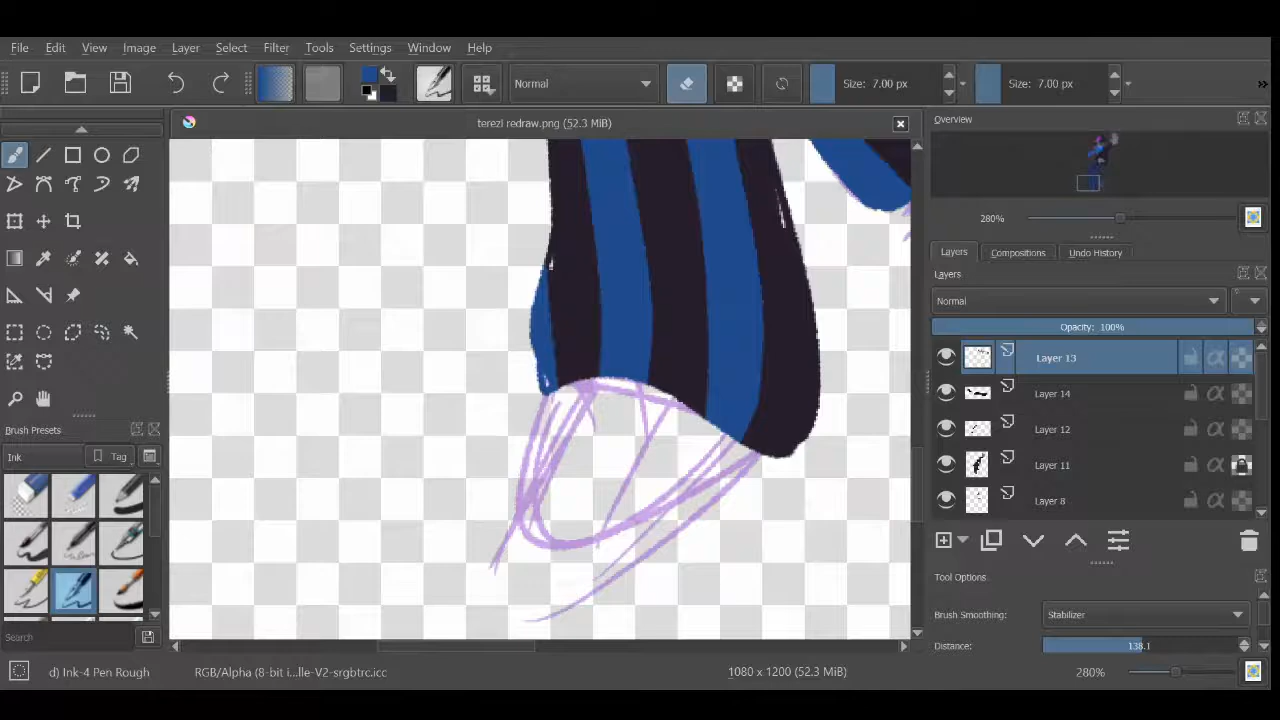 File Edit View Image Layer Select Filter Tools Settings Window Help
Normal Size: 7.00 px Size: 7.00 px »
terezi redraw.png (52.3 MiB)
Overview
280%
Layers Compositions Undo History
Layers
Normal
Opacity: 100%
Layer 13
Layer 14
Layer 12
Layer 11
Layer 8
Tool Options
Brush Smoothing: Stabilizer
Distance: 138.1
Brush Presets
Ink Tag
Search
d) Ink-4 Pen Rough RGB/Alpha (8-bit i...lle-V2-srgbtrc.icc 1080 x 1200 (52.3 MiB) 280%